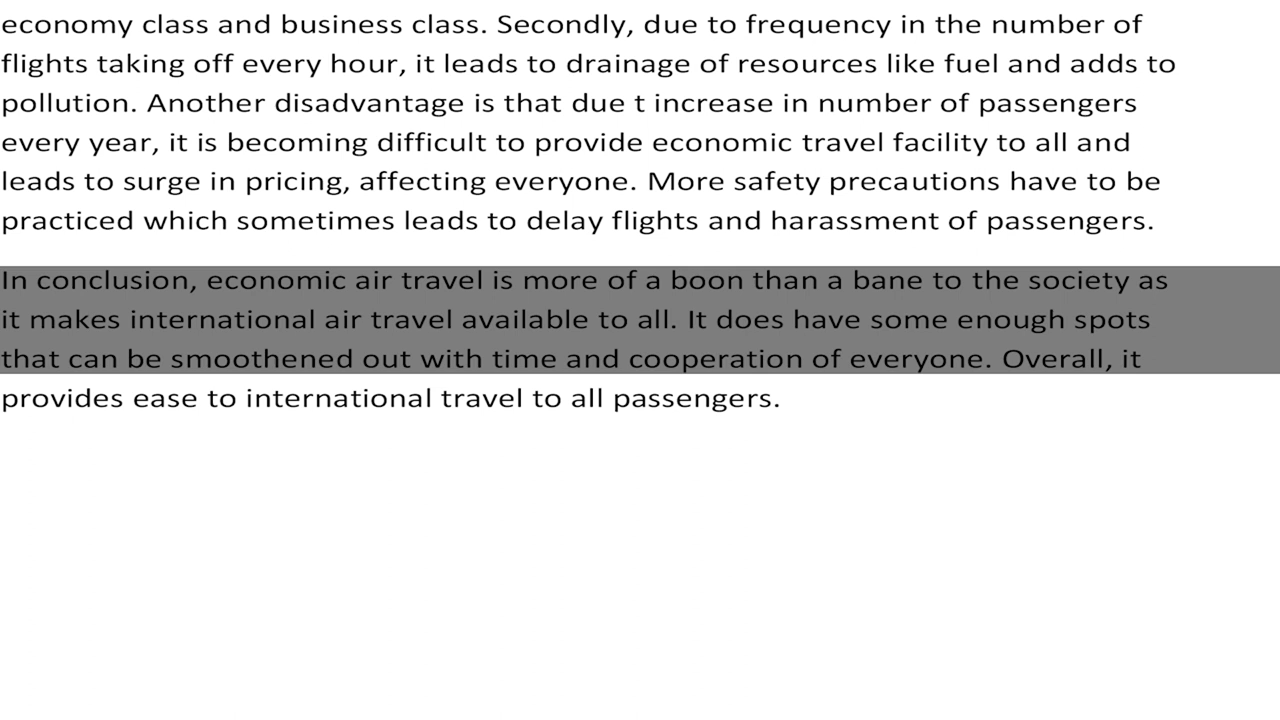 economy class and business class. Secondly, due to frequency in the number of
flights taking off every hour, it leads to drainage of resources like fuel and adds to
pollution. Another disadvantage is that due t increase in number of passengers
every year, it is becoming difficult to provide economic travel facility to all and
leads to surge in pricing, affecting everyone. More safety precautions have to be
practiced which sometimes leads to delay flights and harassment of passengers.
In conclusion, economic air travel is more of a boon than a bane to the society as
it makes international air travel available to all. It does have some enough spots
that can be smoothened out with time and cooperation of everyone. Overall, it
provides ease to international travel to all passengers.